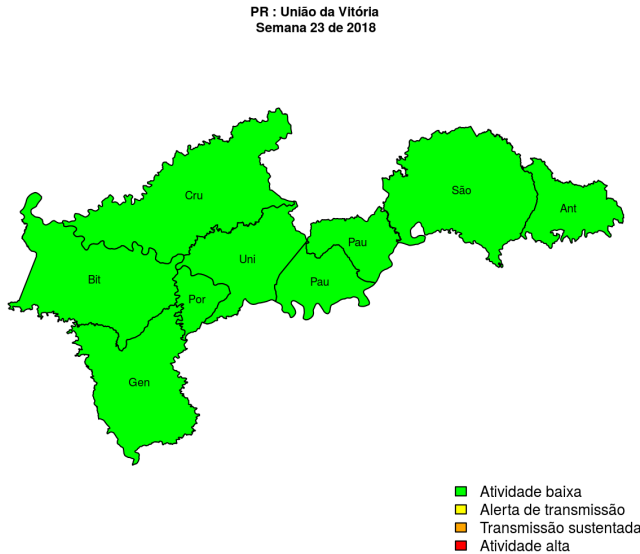 PR : União da Vitória
Semana 23 de 2018
Cru
São
Ant
Pau
Uni
Bit
Pau
Por
Gen
Atividade baixa
Alerta de transmissão
Transmissão sustentada
Atividade alta